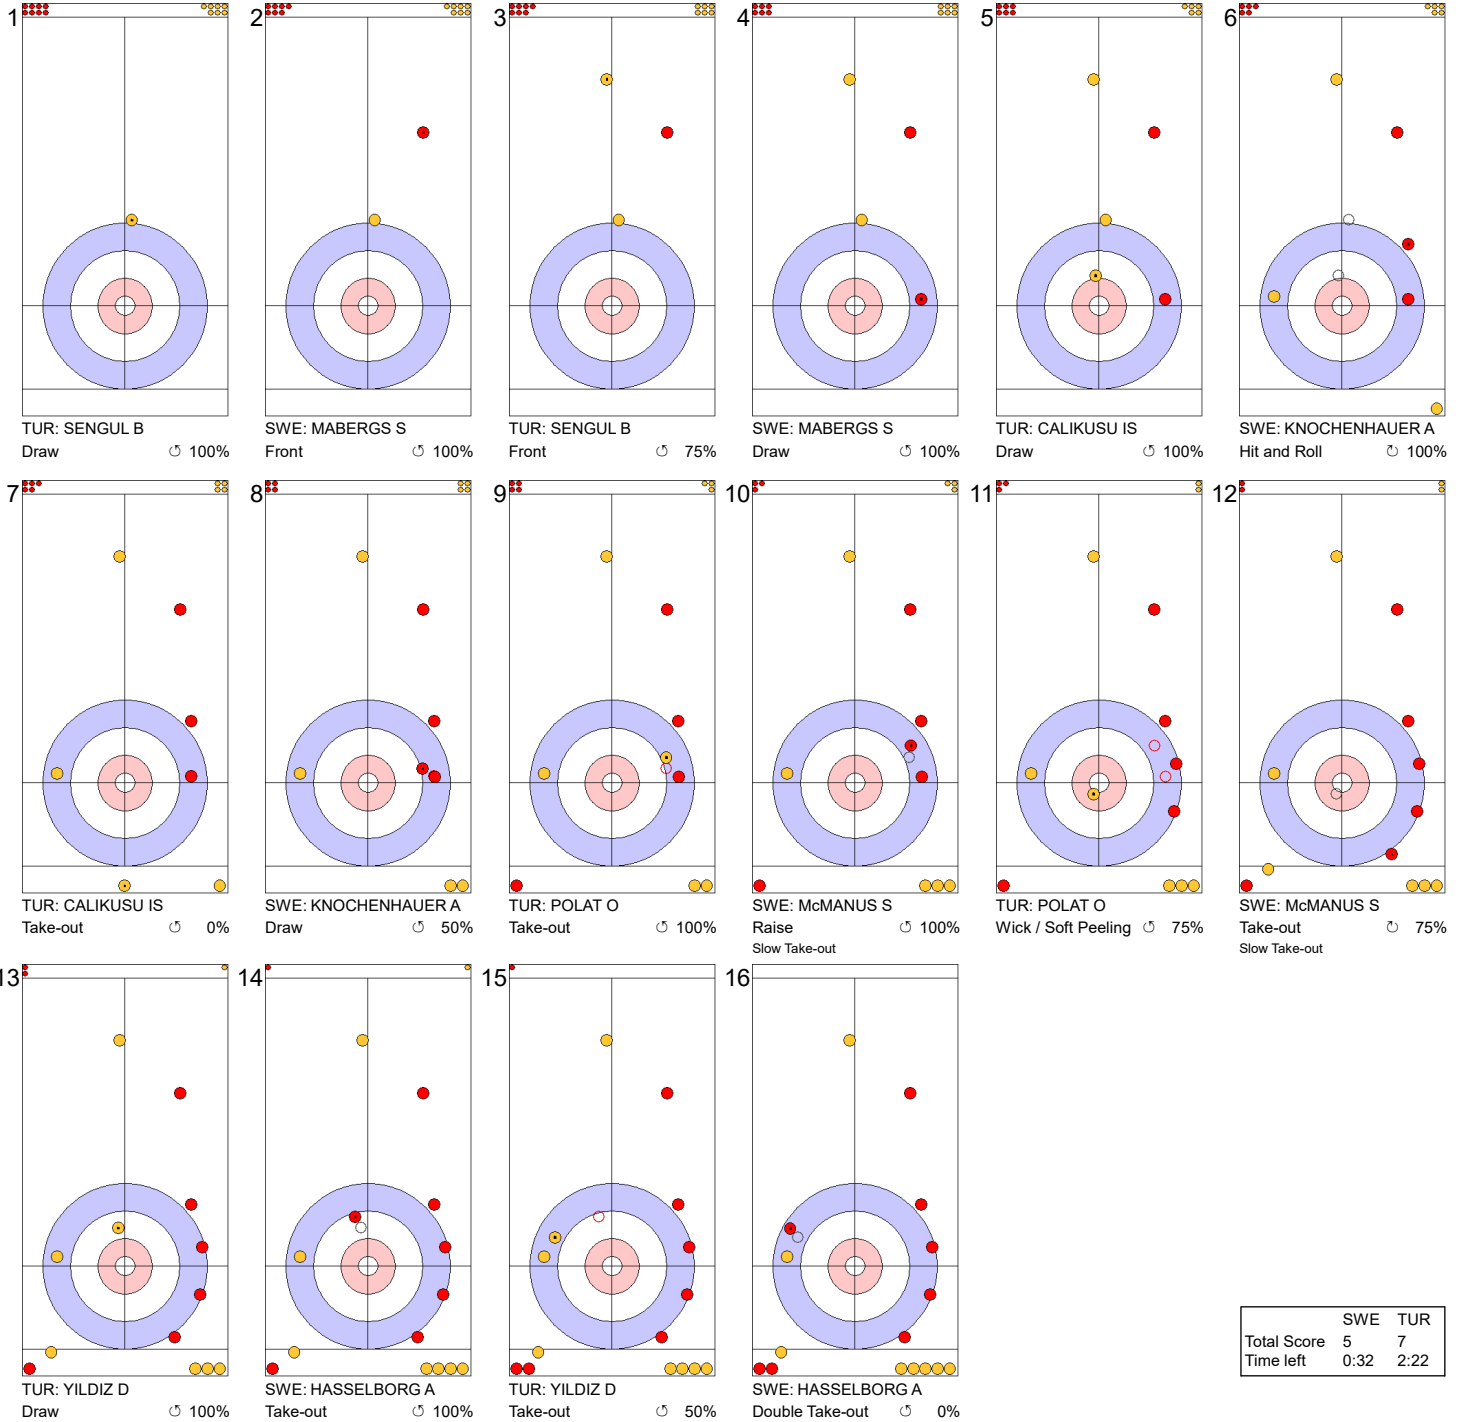 1 2 3 4 5 6
TUR: SENGUL B SWE: MABERGS S TUR: SENGUL B SWE: MABERGS S TUR: CALIKUSU IS SWE: KNOCHENHAUER A
Draw ↺ 100% Front ↺ 100% Front ↺ 75% Draw ↺ 100% Draw ↺ 100% Hit and Roll ↻ 100%
7 8 9 10 11 12
TUR: CALIKUSU IS SWE: KNOCHENHAUER A TUR: POLAT O SWE: McMANUS S TUR: POLAT O SWE: McMANUS S
Take-out ↺ 0% Draw ↺ 50% Take-out ↺ 100% Raise ↺ 100% Wick / Soft Peeling ↺ 75% Take-out ↻ 75%
Slow Take-out Slow Take-out
13 14 15 16
SWE TUR
Total Score 5 7
Time left 0:32 2:22
TUR: YILDIZ D SWE: HASSELBORG A TUR: YILDIZ D SWE: HASSELBORG A
Draw ↺ 100% Take-out ↺ 100% Take-out ↺ 50% Double Take-out ↺ 0%